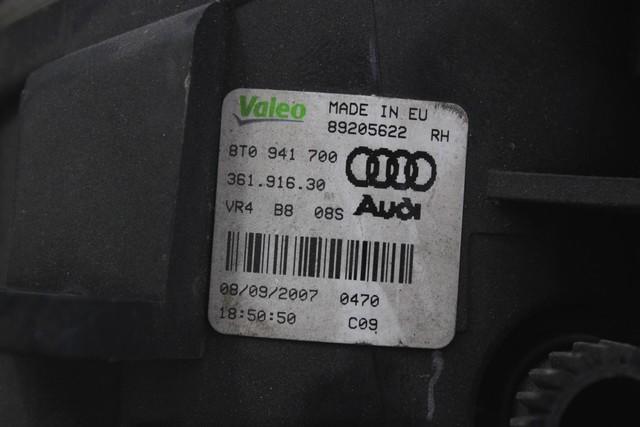 Valeo MADE IN EU
89205622 RH
8T0 941 700
361.916.30
VR4 B8 08S Audi
08/09/2007 0470
18:50:50 C09